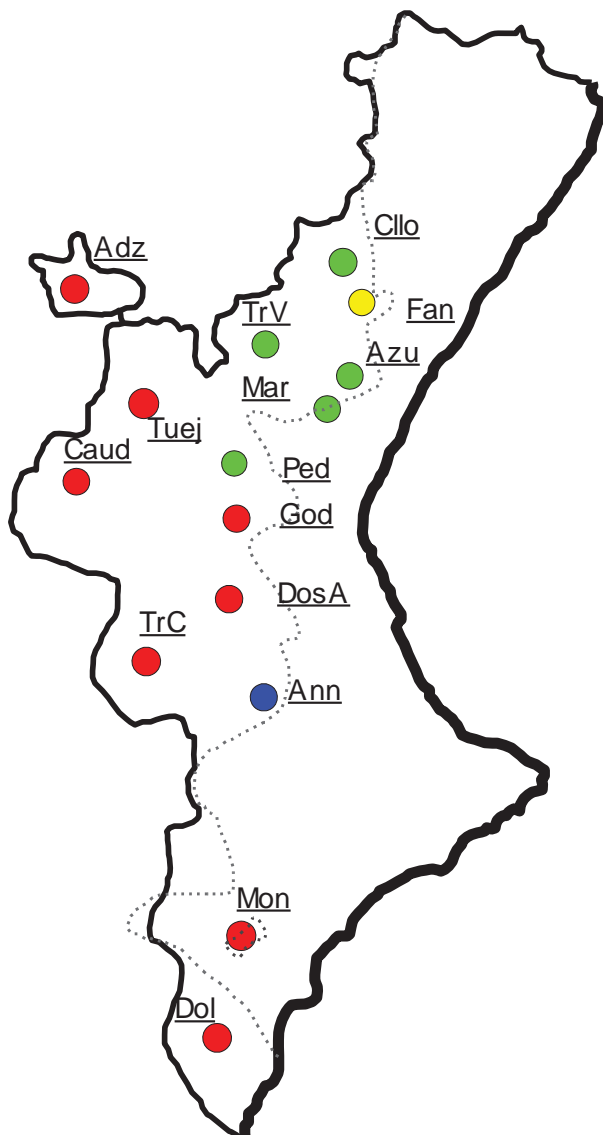 Cllo
Adz
Fan
TrV
Azu
Mar
Tuej
Caud
Ped
God
DosA
TrC
Ann
Mon
Dol